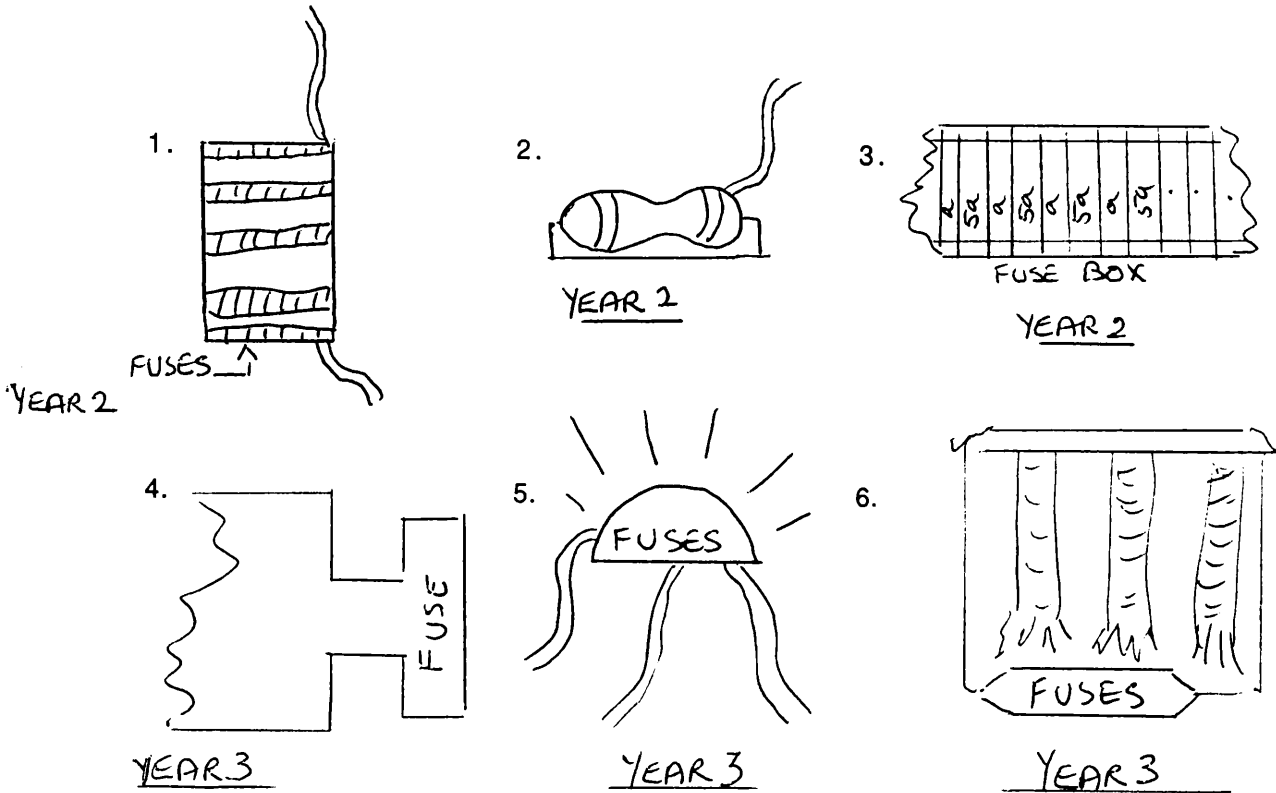 1.
FUSES
YEAR 2
2.
YEAR 2
3.
a 5a a 5a a 5a a 5a . . .
FUSE BOX
YEAR 2
4.
FUSE
YEAR 3
5.
FUSES
YEAR 3
6.
FUSES
YEAR 3